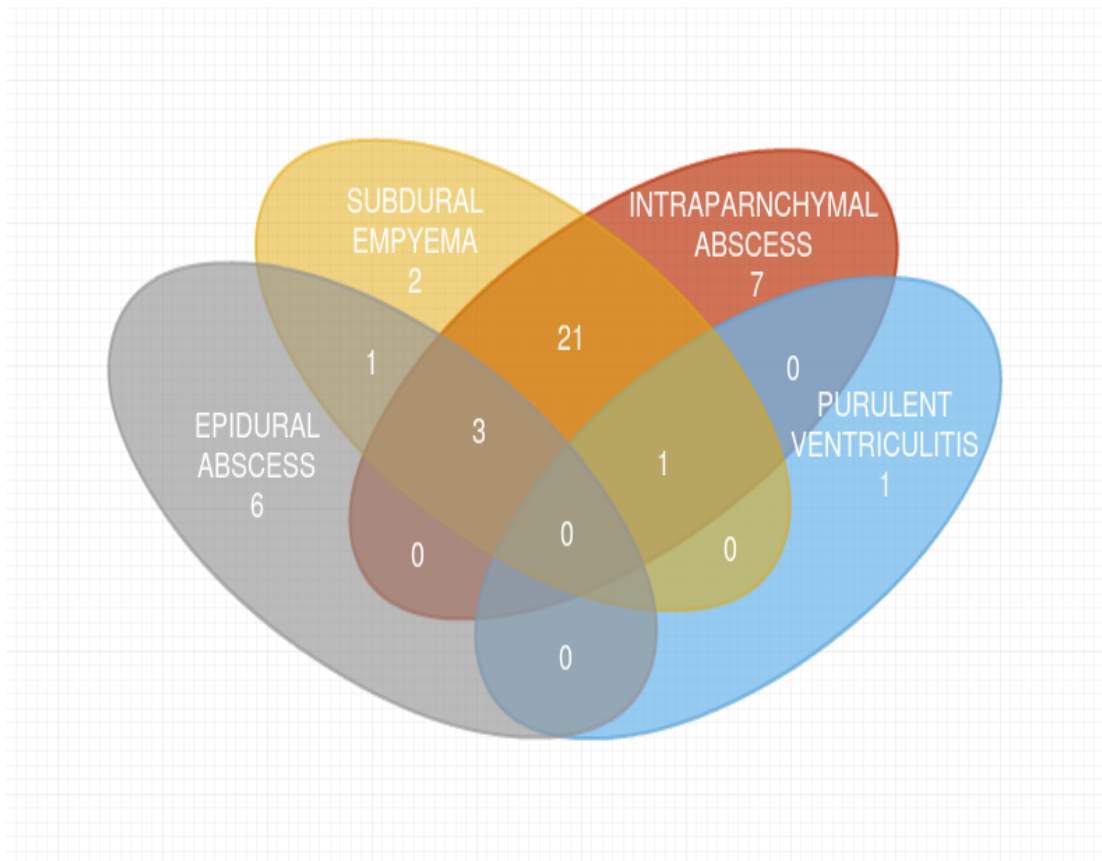 SUBDURAL
EMPYEMA
2
INTRAPARNCHYMAL
ABSCESS
7
21
1
0
PURULENT
VENTRICULITIS
1
EPIDURAL
ABSCESS
6
3
1
0
0
0
0